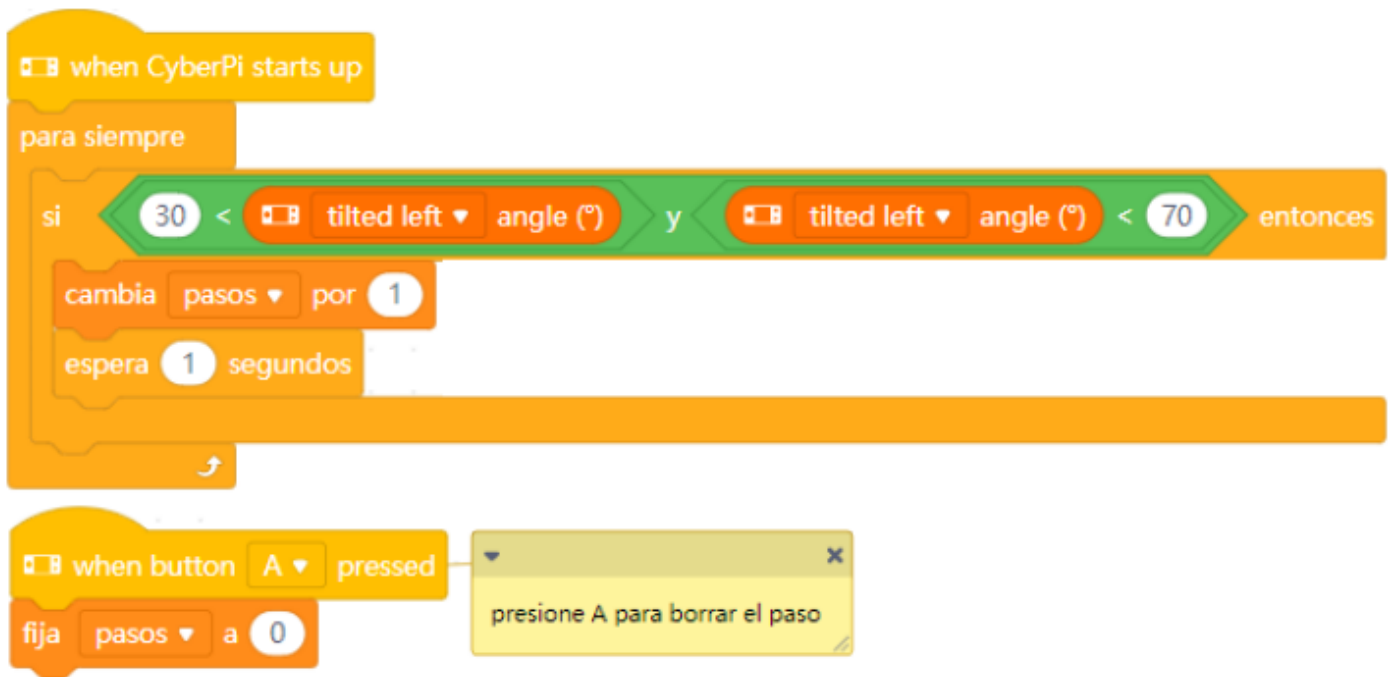 when CyberPi starts up
para siempre
si 30 < tilted left angle (°) y tilted left angle (°) < 70 entonces
cambia pasos por 1
espera 1 segundos
when button A pressed
presione A para borrar el paso
fija pasos a 0